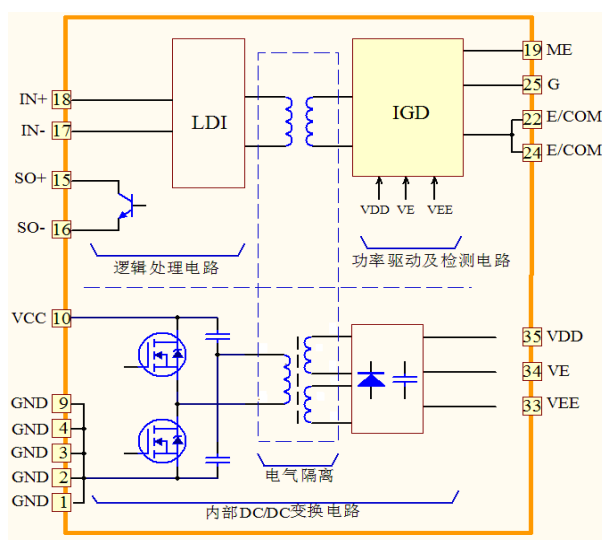 19 ME
IN+ 18
LDI
IGD
25 G
22 E/COM
IN- 17
24 E/COM
SO+ 15
VDD VE VEE
SO- 16
逻辑处理电路
功率驱动及检测电路
VCC 10
35 VDD
34 VE
GND 9
33 VEE
GND 4
GND 3
GND 2
电气隔离
GND 1
内部DC/DC变换电路